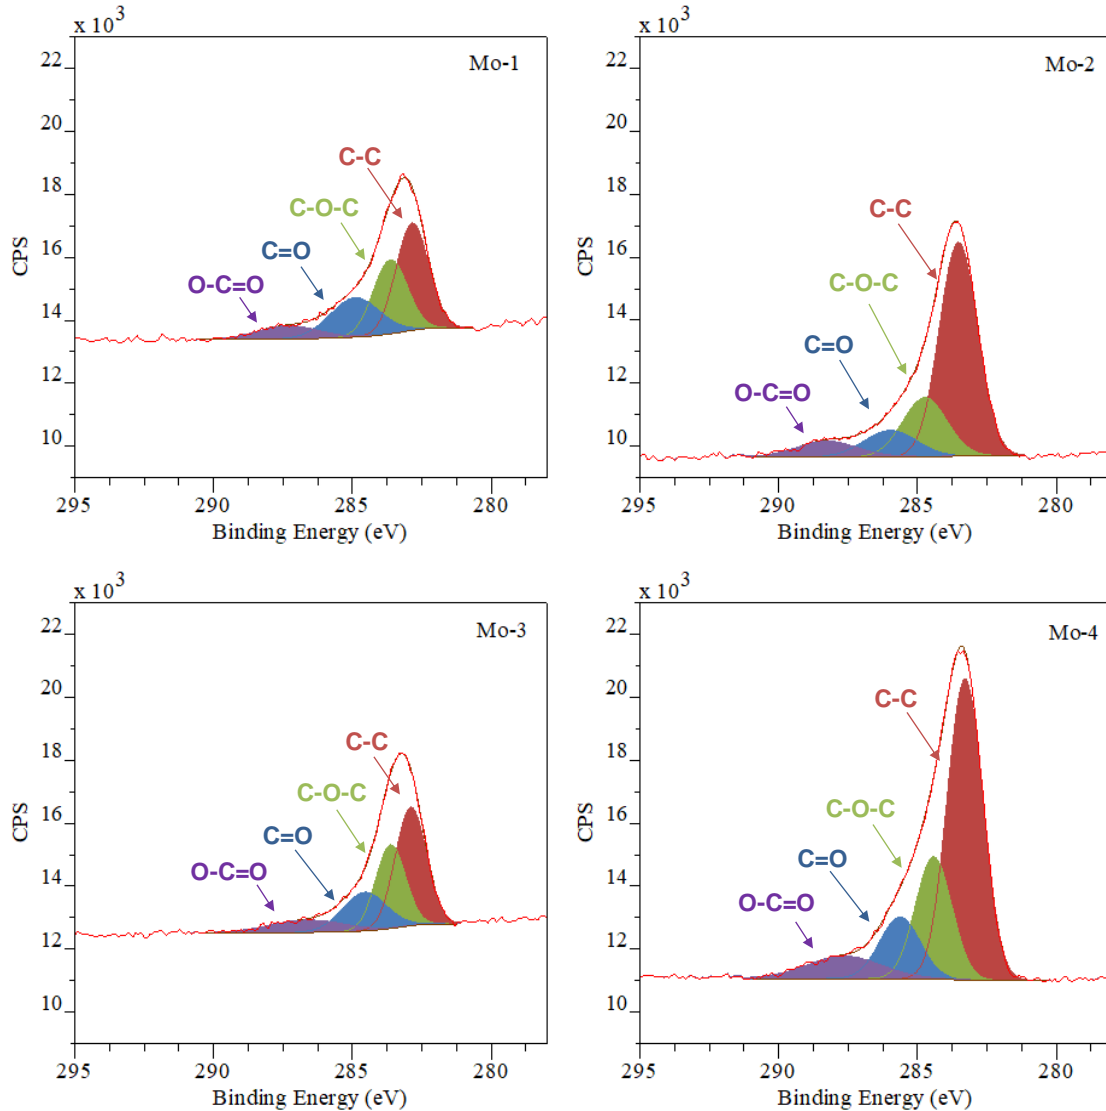 x 10³
Mo-1
22
20
18
16
14
12
10
CPS
C-C
C-O-C
C=O
O-C=O
295 290 285 280
Binding Energy (eV)
x 10³
Mo-2
22
20
18
16
14
12
10
CPS
C-C
C-O-C
C=O
O-C=O
295 290 285 280
Binding Energy (eV)
x 10³
Mo-3
22
20
18
16
14
12
10
CPS
C-C
C-O-C
C=O
O-C=O
295 290 285 280
Binding Energy (eV)
x 10³
Mo-4
22
20
18
16
14
12
10
CPS
C-C
C-O-C
C=O
O-C=O
295 290 285 280
Binding Energy (eV)